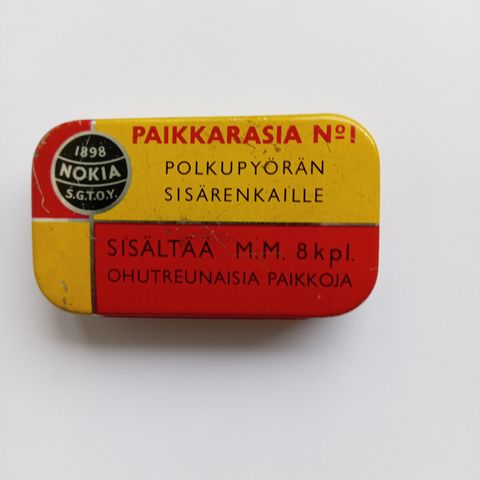 PAIKKARASIA Nº1
1898
NOKIA
S.G.T.O.Y.
POLKUPYÖRÄN
SISÄRENKAILLE
SISÄLTÄÄ M.M. 8 kpl.
OHUTREUNAISIA PAIKKOJA